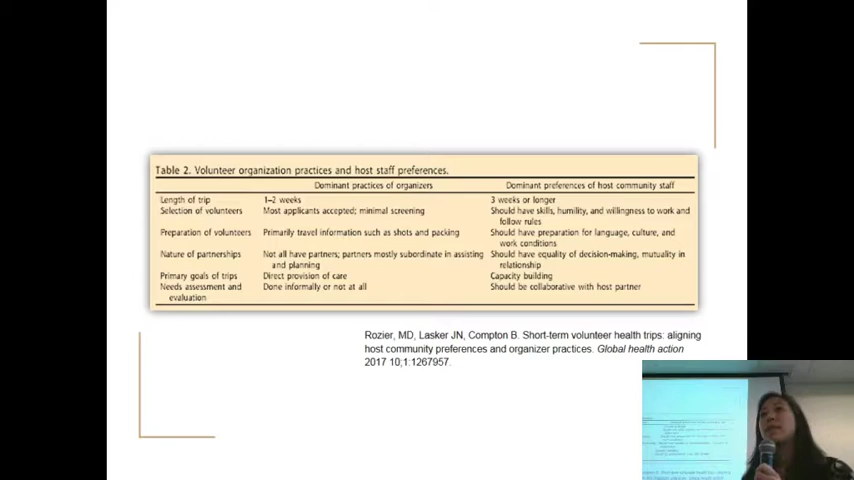 Table 2. Volunteer organization practices and host staff preferences.
Dominant practices of organizers Dominant preferences of host community staff
Length of trip 1–2 weeks 3 weeks or longer
Selection of volunteers Most applicants accepted; minimal screening Should have skills, humility, and willingness to work and
follow rules
Preparation of volunteers Primarily travel information such as shots and packing Should have preparation for language, culture, and
work conditions
Nature of partnerships Not all have partners; partners mostly subordinate in assisting Should have equality of decision-making, mutuality in
and planning relationship
Primary goals of trips Direct provision of care Capacity building
Needs assessment and Done informally or not at all Should be collaborative with host partner
evaluation
Rozier, MD, Lasker JN, Compton B. Short-term volunteer health trips: aligning
host community preferences and organizer practices. Global health action
2017 10;1:1267957.